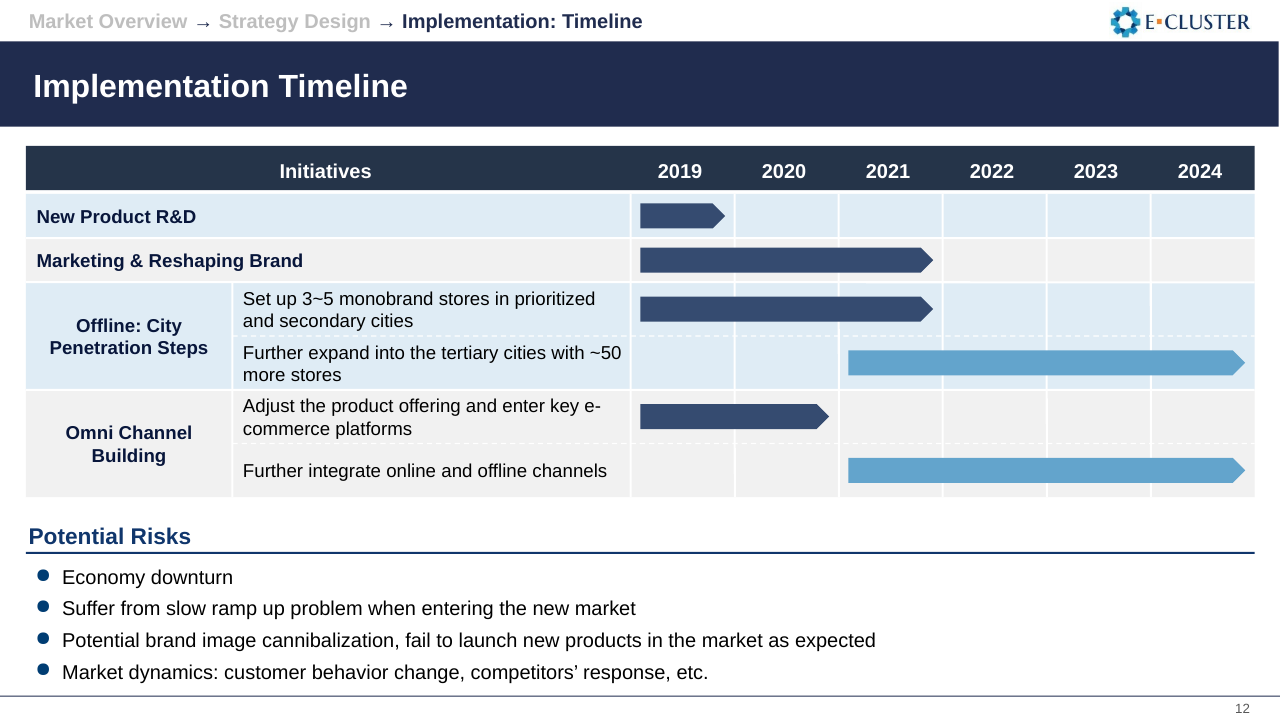 Market Overview → Strategy Design → Implementation: Timeline
E·CLUSTER
Implementation Timeline
Initiatives 2019 2020 2021 2022 2023 2024
New Product R&D
Marketing & Reshaping Brand
Offline: City
Penetration Steps
Set up 3~5 monobrand stores in prioritized
and secondary cities
Further expand into the tertiary cities with ~50
more stores
Omni Channel
Building
Adjust the product offering and enter key e-
commerce platforms
Further integrate online and offline channels
Potential Risks
Economy downturn
Suffer from slow ramp up problem when entering the new market
Potential brand image cannibalization, fail to launch new products in the market as expected
Market dynamics: customer behavior change, competitors’ response, etc.
12